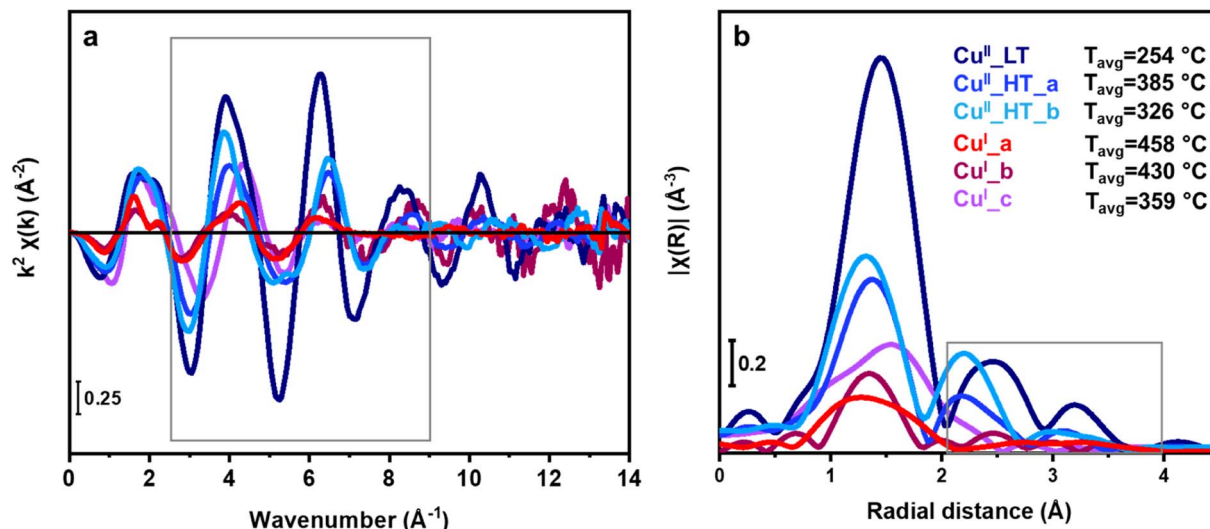 a
k² χ(k) (Å⁻²)
0.25
0 2 4 6 8 10 12 14
Wavenumber (Å⁻¹)
b
Cuᴵᴵ_LT Tavg=254 °C
Cuᴵᴵ_HT_a Tavg=385 °C
Cuᴵᴵ_HT_b Tavg=326 °C
Cuᴵ_a Tavg=458 °C
Cuᴵ_b Tavg=430 °C
Cuᴵ_c Tavg=359 °C
|χ(R)| (Å⁻³)
0.2
0 1 2 3 4
Radial distance (Å)